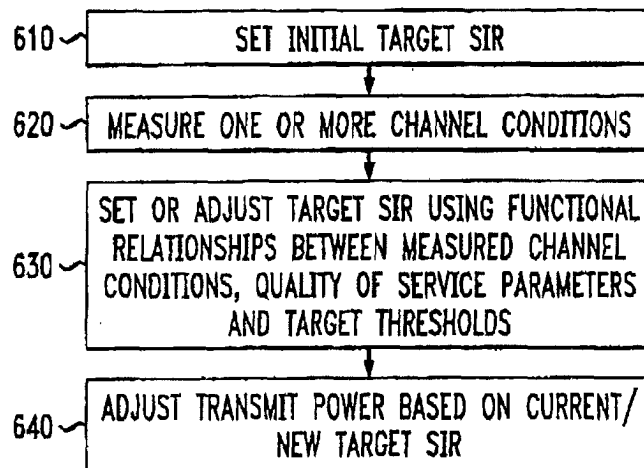 610
SET INITIAL TARGET SIR
620
MEASURE ONE OR MORE CHANNEL CONDITIONS
630
SET OR ADJUST TARGET SIR USING FUNCTIONAL
RELATIONSHIPS BETWEEN MEASURED CHANNEL
CONDITIONS, QUALITY OF SERVICE PARAMETERS
AND TARGET THRESHOLDS
640
ADJUST TRANSMIT POWER BASED ON CURRENT/
NEW TARGET SIR